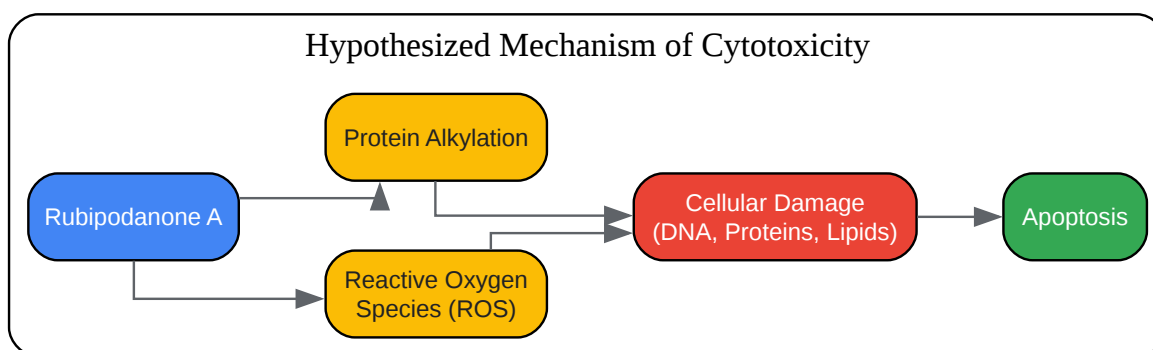 Hypothesized Mechanism of Cytotoxicity
Protein Alkylation
Rubipodanone A
Cellular Damage
(DNA, Proteins, Lipids)
Apoptosis
Reactive Oxygen
Species (ROS)